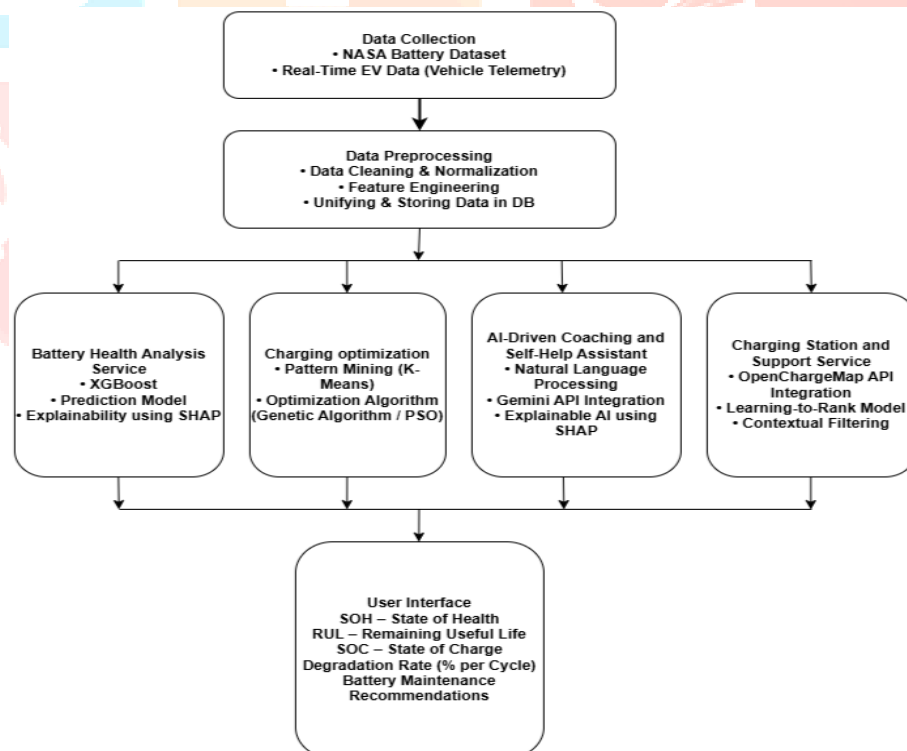 Data Collection
• NASA Battery Dataset
• Real-Time EV Data (Vehicle Telemetry)
Data Preprocessing
• Data Cleaning & Normalization
• Feature Engineering
• Unifying & Storing Data in DB
Battery Health Analysis
Service
• XGBoost
• Prediction Model
• Explainability using SHAP
Charging optimization
• Pattern Mining (K-
Means)
• Optimization Algorithm
(Genetic Algorithm / PSO)
AI-Driven Coaching and
Self-Help Assistant
• Natural Language
Processing
• Gemini API Integration
• Explainable AI using
SHAP
Charging Station and
Support Service
• OpenChargeMap API
Integration
• Learning-to-Rank Model
• Contextual Filtering
User Interface
SOH – State of Health
RUL – Remaining Useful Life
SOC – State of Charge
Degradation Rate (% per Cycle)
Battery Maintenance
Recommendations